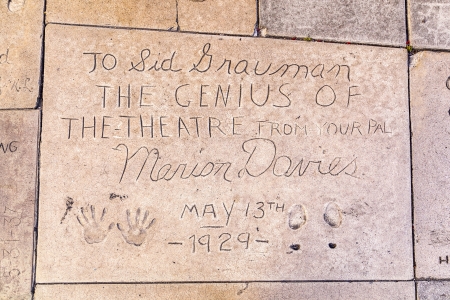 TO Sid Grauman
THE GENIUS OF
THE-THEATRE FROM YOUR PAL
Marion Davies
MAY 13TH
-1929-